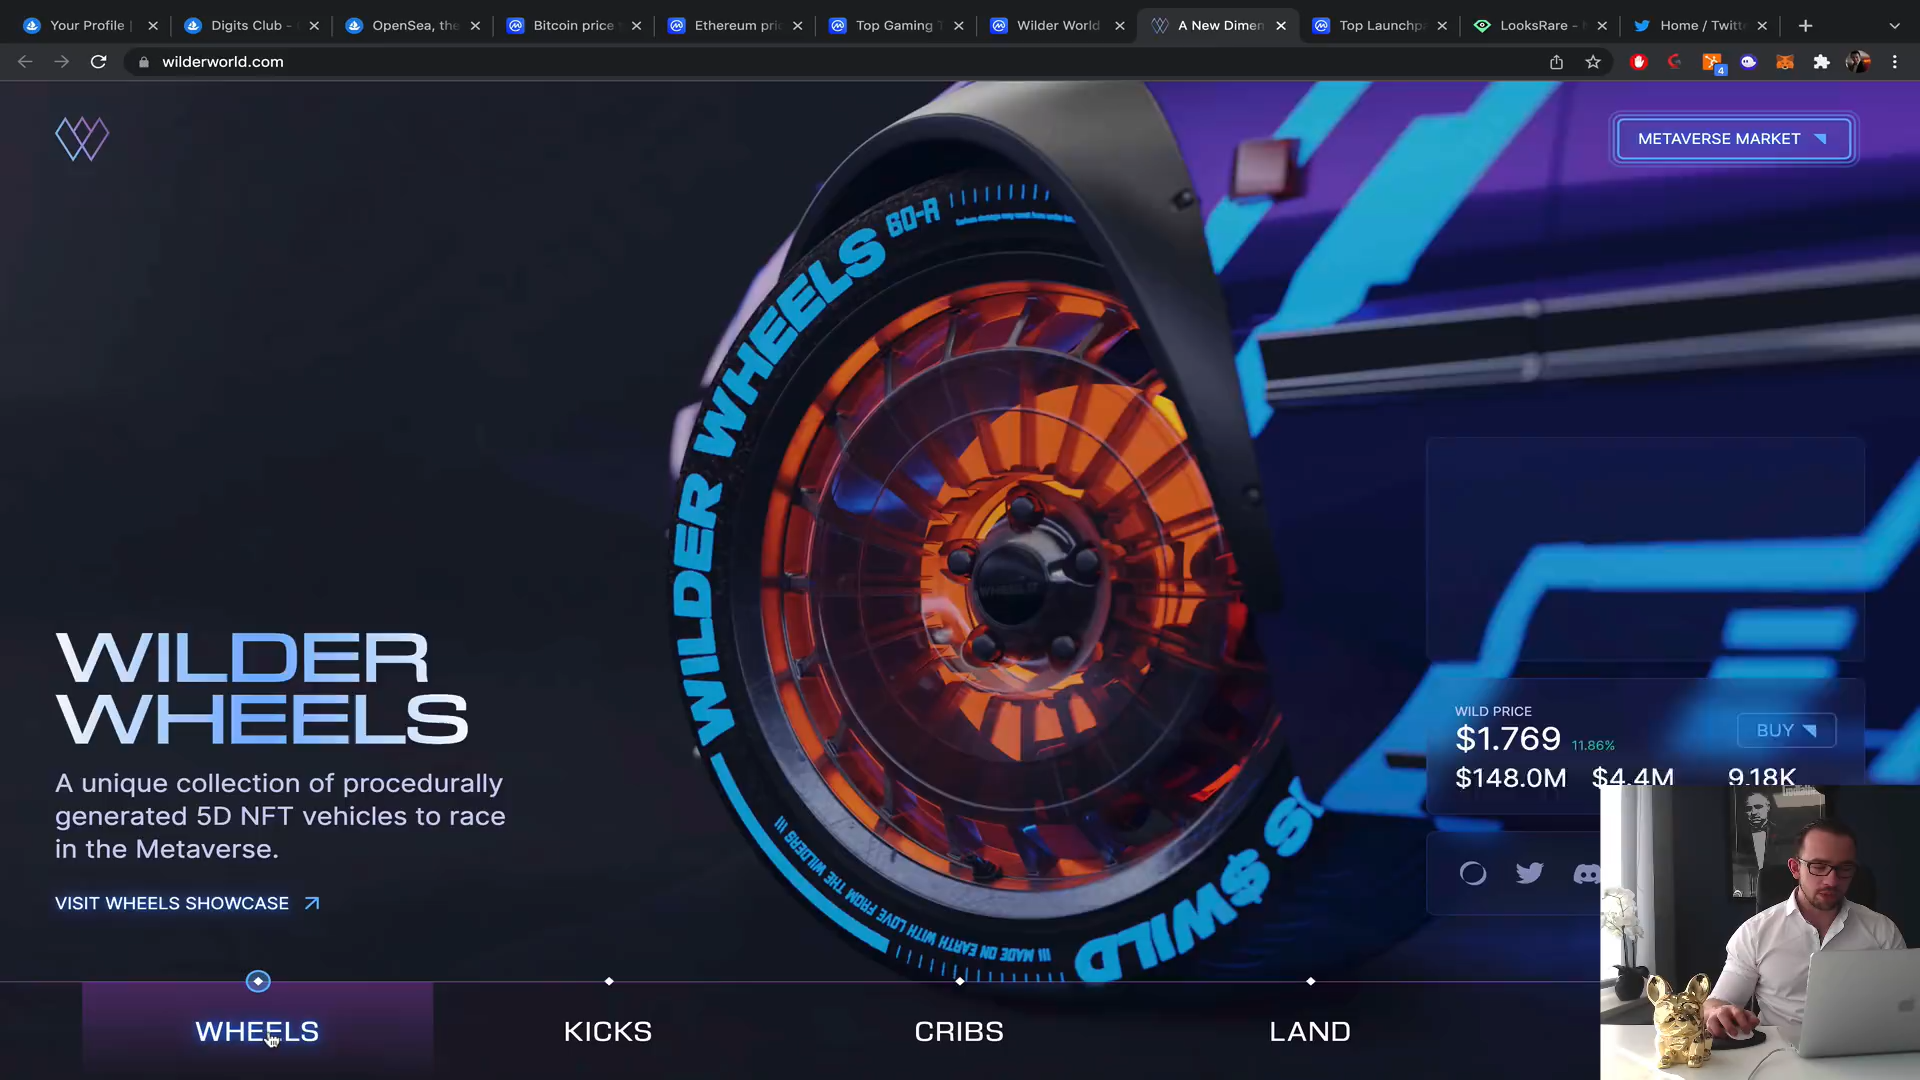 Your Profile
Digits Club -
OpenSea, the
Bitcoin price
Ethereum pri
Top Gaming
Wilder World
A New Dimen
Top Launchp
LooksRare -
Home / Twitt
wilderworld.com
4
METAVERSE MARKET
WILDER WHEELS 80-R
WILDER
WHEELS
A unique collection of procedurally
generated 5D NFT vehicles to race
in the Metaverse.
VISIT WHEELS SHOWCASE
MADE ON EARTH WITH LOVE FROM THE WILDERS
$WILD
WILD PRICE
$1.769 11.86%
BUY
$148.0M $4.4M 9.18K
WHEELS
KICKS
CRIBS
LAND